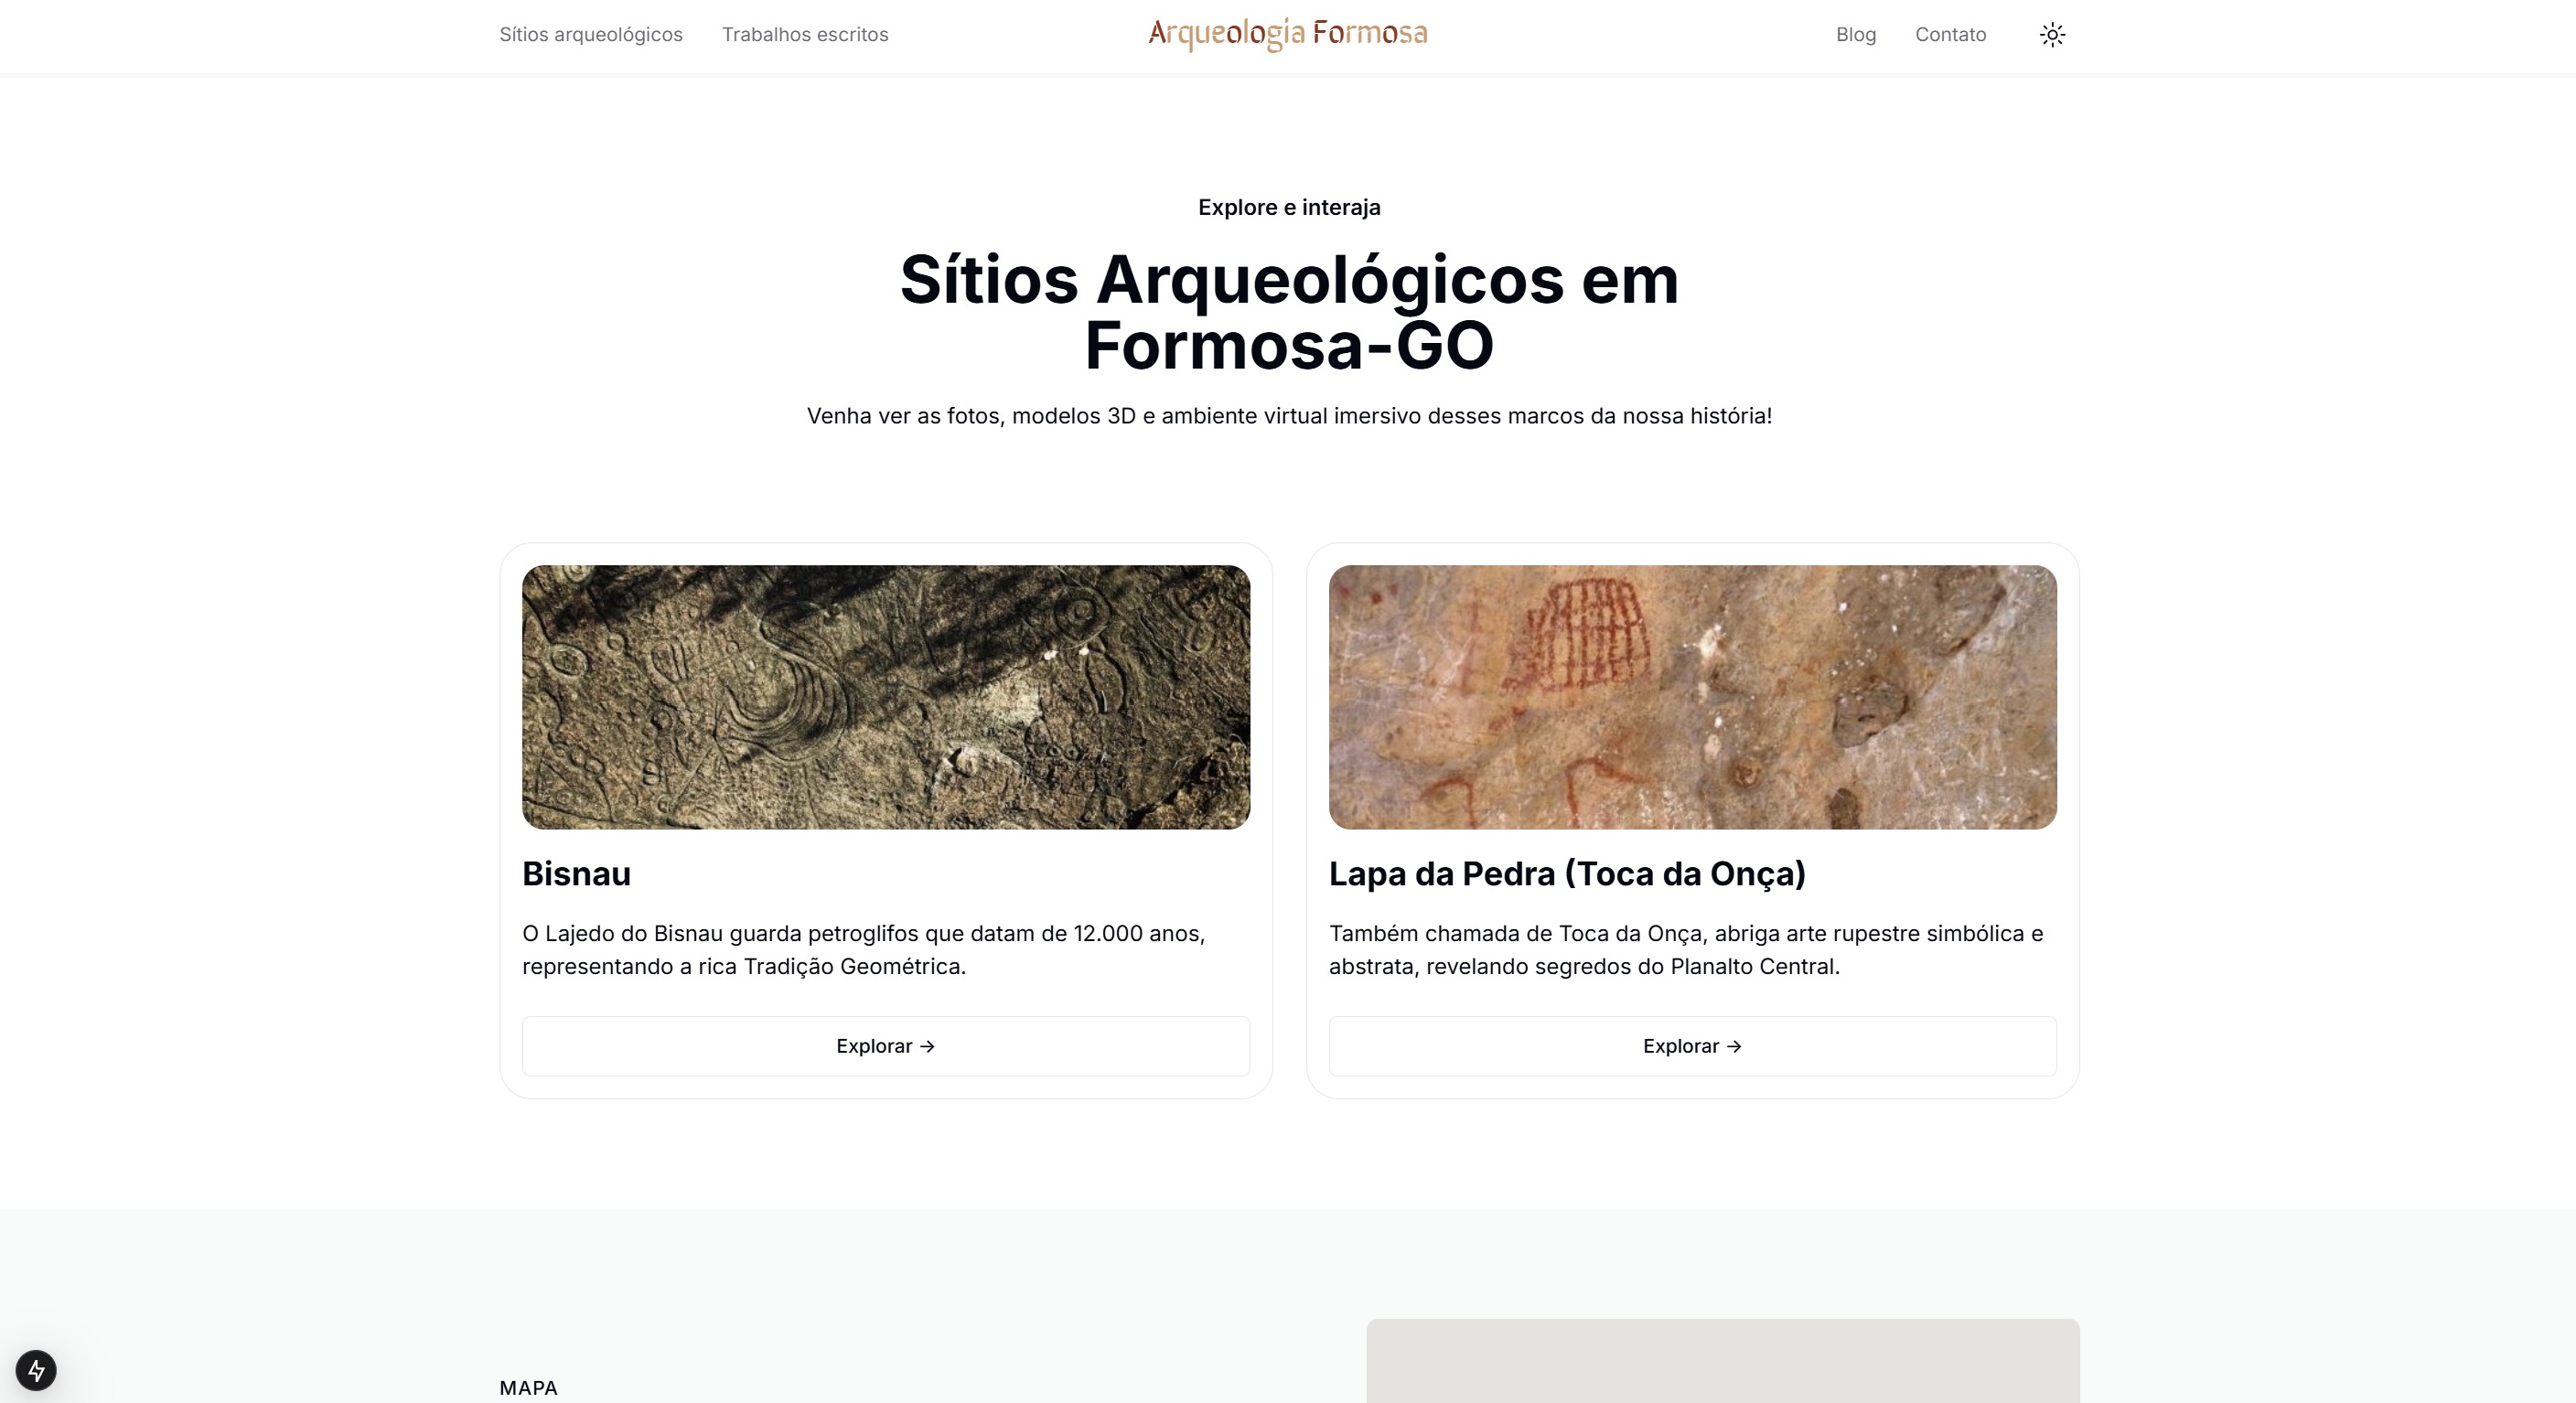 Sítios arqueológicos
Trabalhos escritos
Arqueologia Formosa
Blog
Contato
Explore e interaja
Sítios Arqueológicos em
Formosa-GO
Venha ver as fotos, modelos 3D e ambiente virtual imersivo desses marcos da nossa história!
Bisnau
O Lajedo do Bisnau guarda petroglifos que datam de 12.000 anos,
representando a rica Tradição Geométrica.
Explorar →
Lapa da Pedra (Toca da Onça)
Também chamada de Toca da Onça, abriga arte rupestre simbólica e
abstrata, revelando segredos do Planalto Central.
Explorar →
MAPA